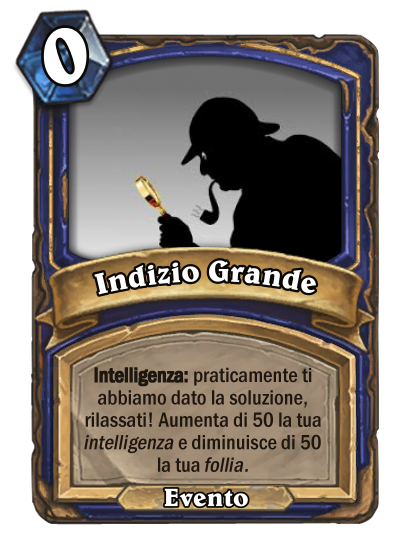 0
Indizio Grande
Intelligenza: praticamente ti
abbiamo dato la soluzione,
rilassati! Aumenta di 50 la tua
intelligenza e diminuisce di 50
la tua follia.
Evento